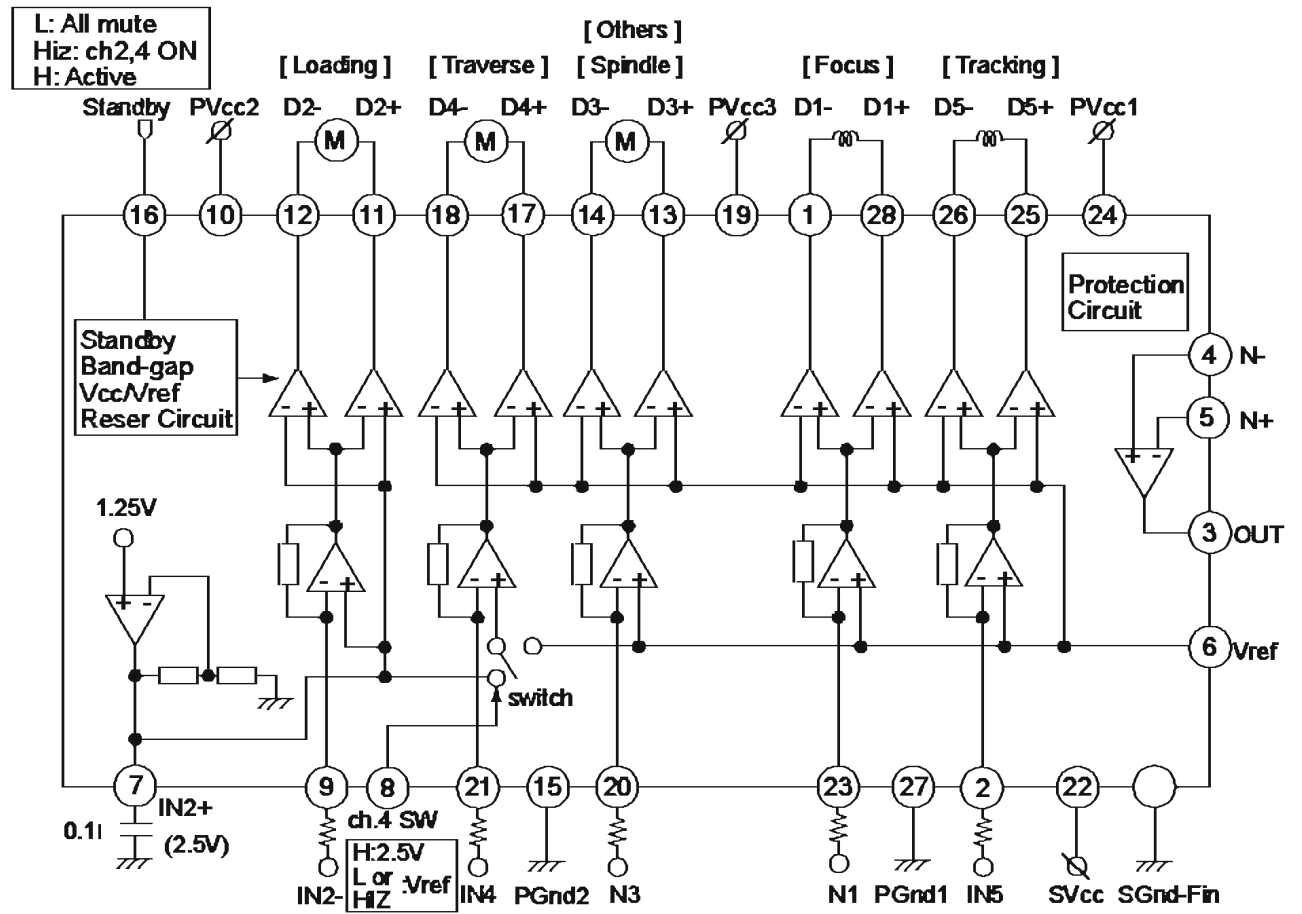 L: All mute
Hiz: ch2,4 ON
H: Active
[ Others ]
[ Loading ] [ Traverse ] [ Spindle ] [ Focus ] [ Tracking ]
Standby PVcc2 D2- D2+ D4- D4+ D3- D3+ PVcc3 D1- D1+ D5- D5+ PVcc1
M M M
16 10 12 11 18 17 14 13 19 1 28 26 25 24
Protection
Circuit
Standby
Band-gap
Vcc/Vref
Reser Circuit
4 N-
5 N+
- + - + - + - + - + - + - + - + - + - +
+ -
1.25V
3 OUT
- + - + - + - + - +
+ -
6 Vref
switch
7 9 8 21 15 20 23 27 2 22
IN2+
(2.5V)
0.1
ch.4 SW
H:2.5V
L or
HIZ
:Vref
IN2- IN4 PGnd2 N3 N1 PGnd1 IN5 SVcc SGnd-Fin